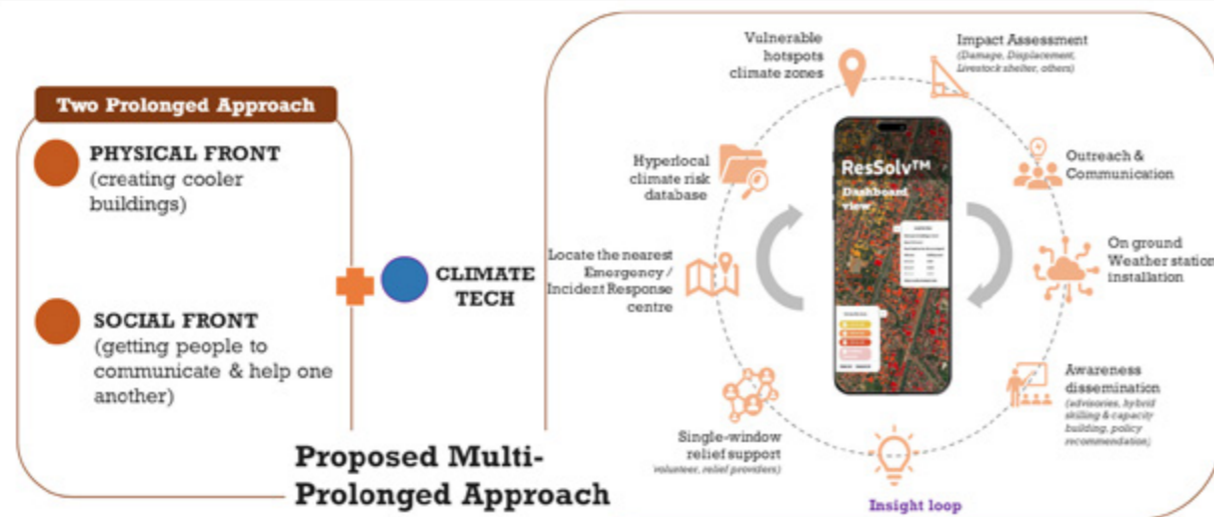 Two Prolonged Approach
PHYSICAL FRONT
(creating cooler
buildings)
SOCIAL FRONT
(getting people to
communicate & help one
another)
CLIMATE
TECH
Proposed Multi-
Prolonged Approach
Vulnerable
hotspots
climate zones
Impact Assessment
(Damage, Displacement,
Livestock shelter, others)
Hyperlocal
climate risk
database
Outreach &
Communication
Locate the nearest
Emergency /
Incident Response
centre
On ground
Weather station
installation
Single-window
relief support
volunteer, relief providers)
Awareness
dissemination
(advisories, hybrid
skilling & capacity
building, policy
recommendation)
Insight loop
ResSolv™
Dashboard
view